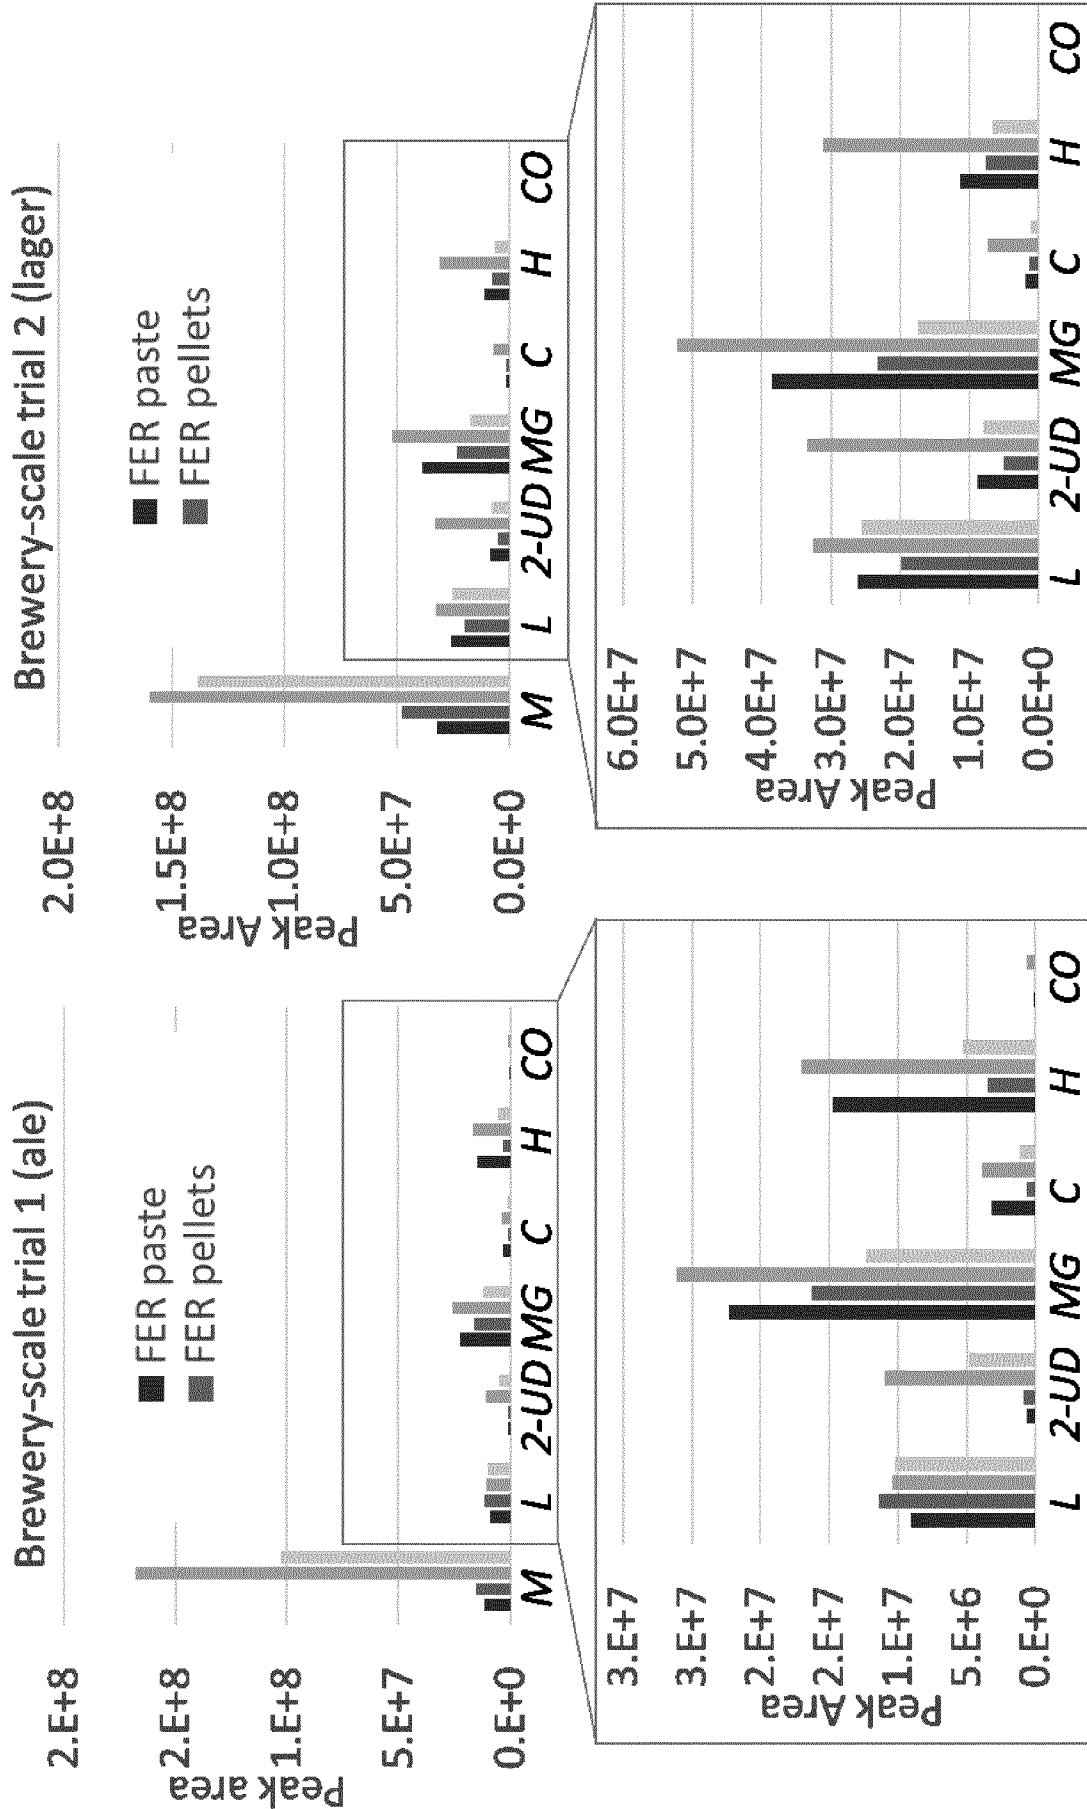 Brewery-scale trial 1 (ale)
FER paste
FER pellets
Peak area
2.E+8
2.E+8
1.E+8
5.E+7
0.E+0
M L 2-UD MG C H CO
Peak Area
3.E+7
3.E+7
2.E+7
2.E+7
1.E+7
5.E+6
0.E+0
L 2-UD MG C H CO
Brewery-scale trial 2 (lager)
FER paste
FER pellets
Peak Area
2.0E+8
1.5E+8
1.0E+8
5.0E+7
0.0E+0
M L 2-UD MG C H CO
Peak Area
6.0E+7
5.0E+7
4.0E+7
3.0E+7
2.0E+7
1.0E+7
0.0E+0
L 2-UD MG C H CO